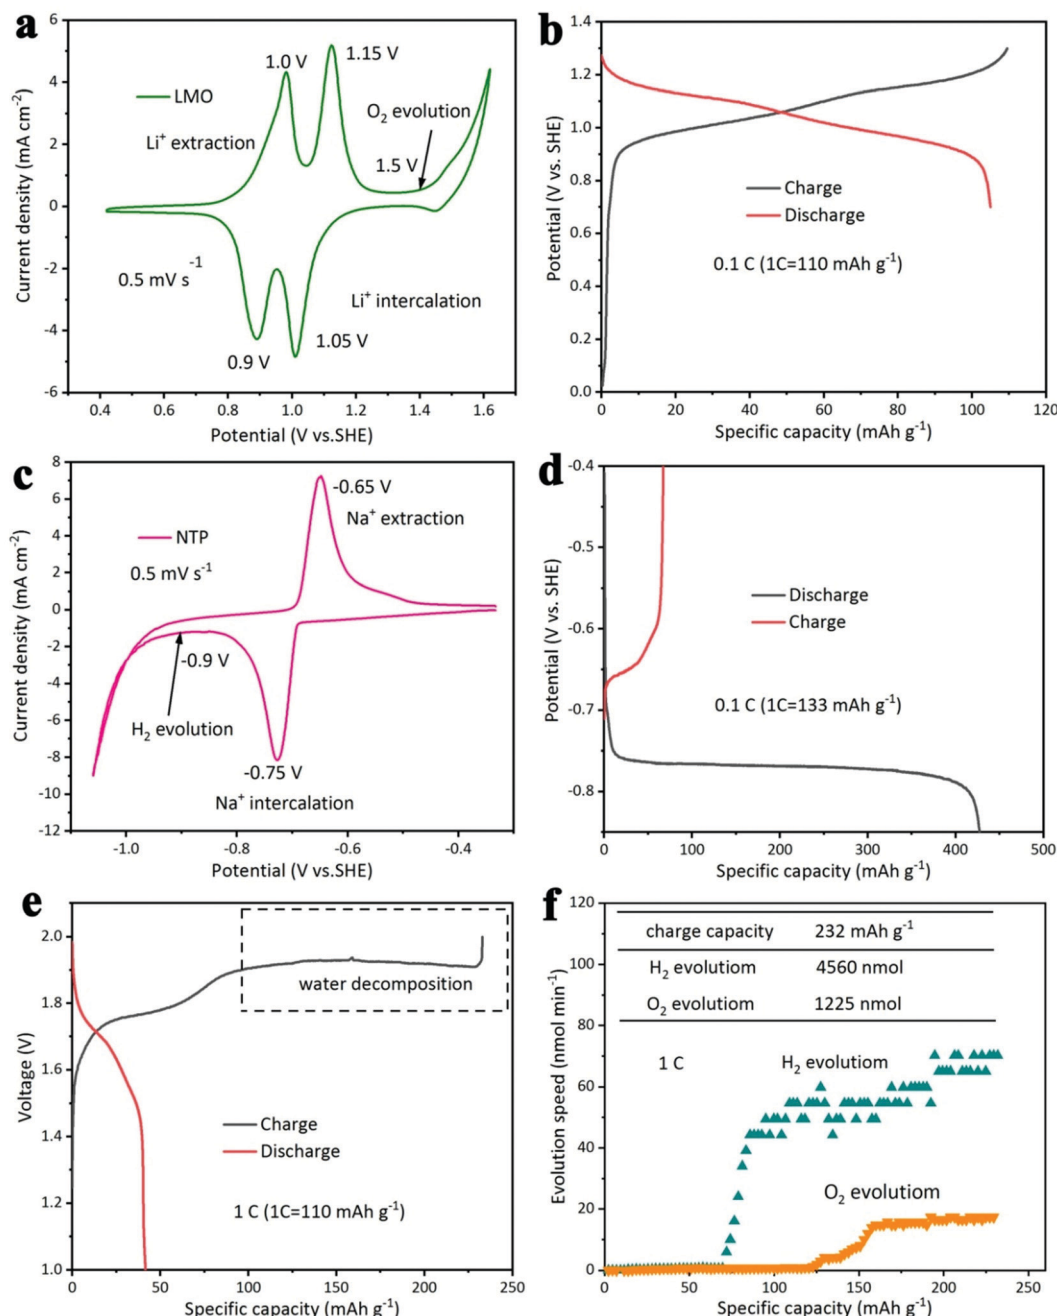 a
6
4
2
0
-2
-4
-6
0.4
0.6
0.8
1.0
1.2
1.4
1.6
Current density (mA cm⁻²)
Potential (V vs.SHE)
LMO
Li⁺ extraction
1.0 V
1.15 V
O₂ evolution
1.5 V
0.5 mV s⁻¹
Li⁺ intercalation
0.9 V
1.05 V
b
1.4
1.2
1.0
0.8
0.6
0.4
0.2
0.0
0
20
40
60
80
100
120
Potential (V vs. SHE)
Specific capacity (mAh g⁻¹)
Charge
Discharge
0.1 C (1C=110 mAh g⁻¹)
c
8
6
4
2
0
-2
-4
-6
-8
-10
-12
-1.0
-0.8
-0.6
-0.4
Current density (mA cm⁻²)
Potential (V vs.SHE)
NTP
0.5 mV s⁻¹
-0.65 V
Na⁺ extraction
-0.9 V
H₂ evolution
-0.75 V
Na⁺ intercalation
d
-0.4
-0.5
-0.6
-0.7
-0.8
0
100
200
300
400
500
Potential (V vs. SHE)
Specific capacity (mAh g⁻¹)
Discharge
Charge
0.1 C (1C=133 mAh g⁻¹)
e
2.0
1.8
1.6
1.4
1.2
1.0
0
50
100
150
200
250
Voltage (V)
Specific capacity (mAh g⁻¹)
water decomposition
Charge
Discharge
1 C (1C=110 mAh g⁻¹)
f
120
100
80
60
40
20
0
0
50
100
150
200
250
Evolution speed (nmol min⁻¹)
Specific capacity (mAh g⁻¹)
charge capacity 232 mAh g⁻¹
H₂ evolutiom 4560 nmol
O₂ evolutiom 1225 nmol
1 C
H₂ evolutiom
O₂ evolutiom